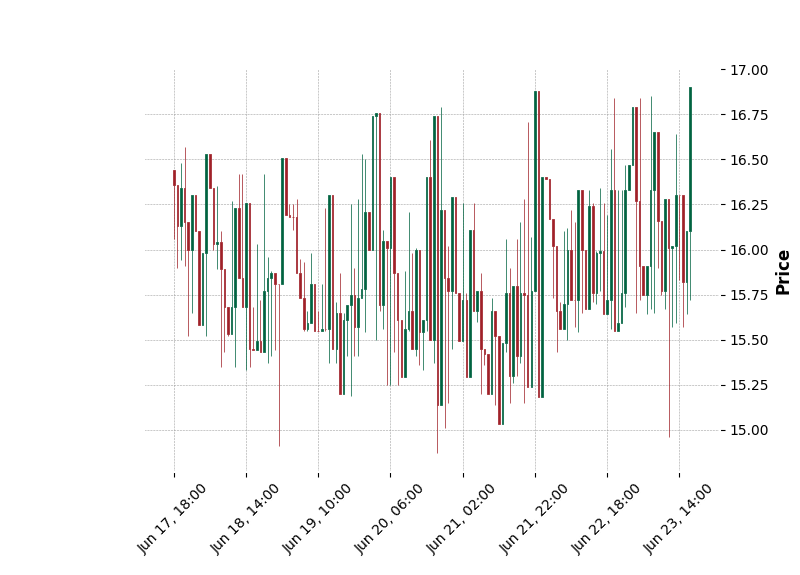 17.00
16.75
16.50
16.25
16.00
15.75
15.50
15.25
15.00
Price
Jun 17, 18:00
Jun 18, 14:00
Jun 19, 10:00
Jun 20, 06:00
Jun 21, 02:00
Jun 21, 22:00
Jun 22, 18:00
Jun 23, 14:00